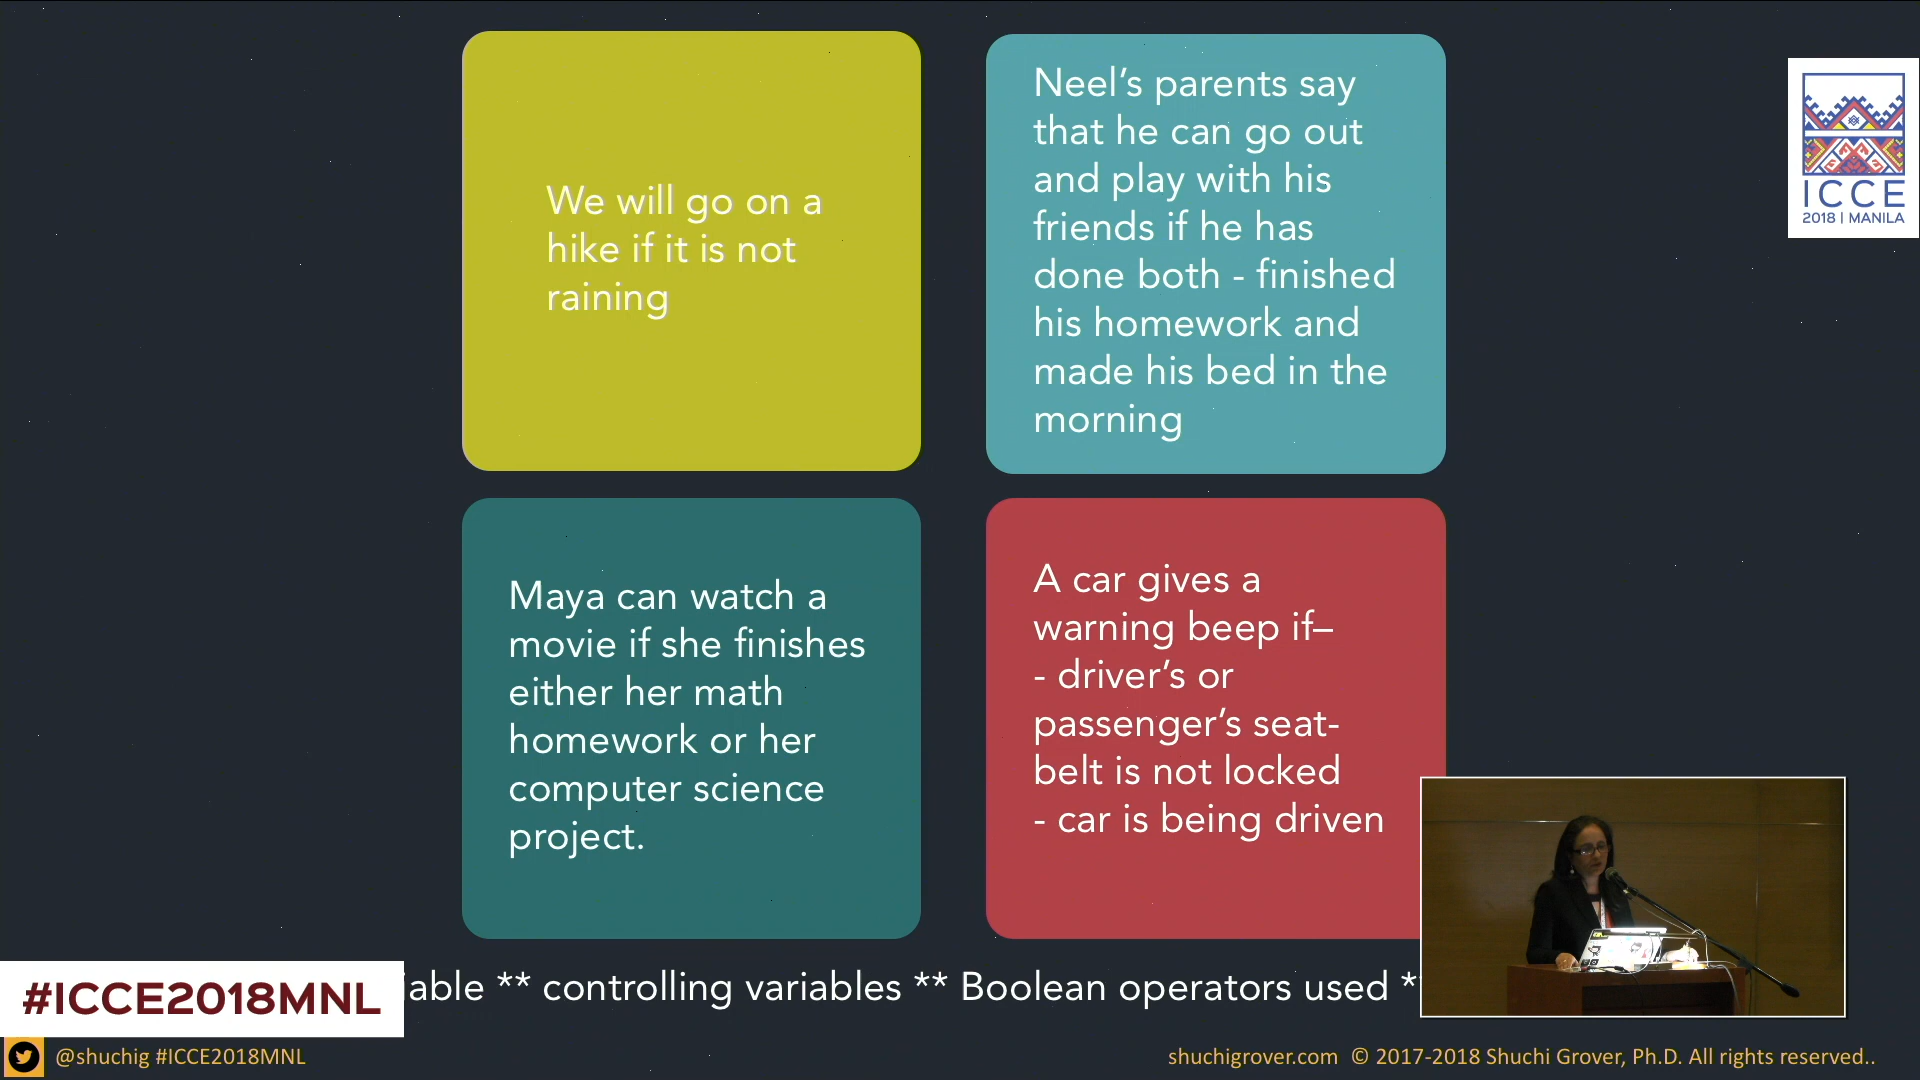 We will go on a
hike if it is not
raining
Neel’s parents say
that he can go out
and play with his
friends if he has
done both - finished
his homework and
made his bed in the
morning
ICCE
2018 | MANILA
Maya can watch a
movie if she finishes
either her math
homework or her
computer science
project.
A car gives a
warning beep if–
- driver’s or
passenger’s seat-
belt is not locked
- car is being driven
#ICCE2018MNL
iable ** controlling variables ** Boolean operators used *
@shuchig #ICCE2018MNL
shuchigrover.com © 2017-2018 Shuchi Grover, Ph.D. All rights reserved..